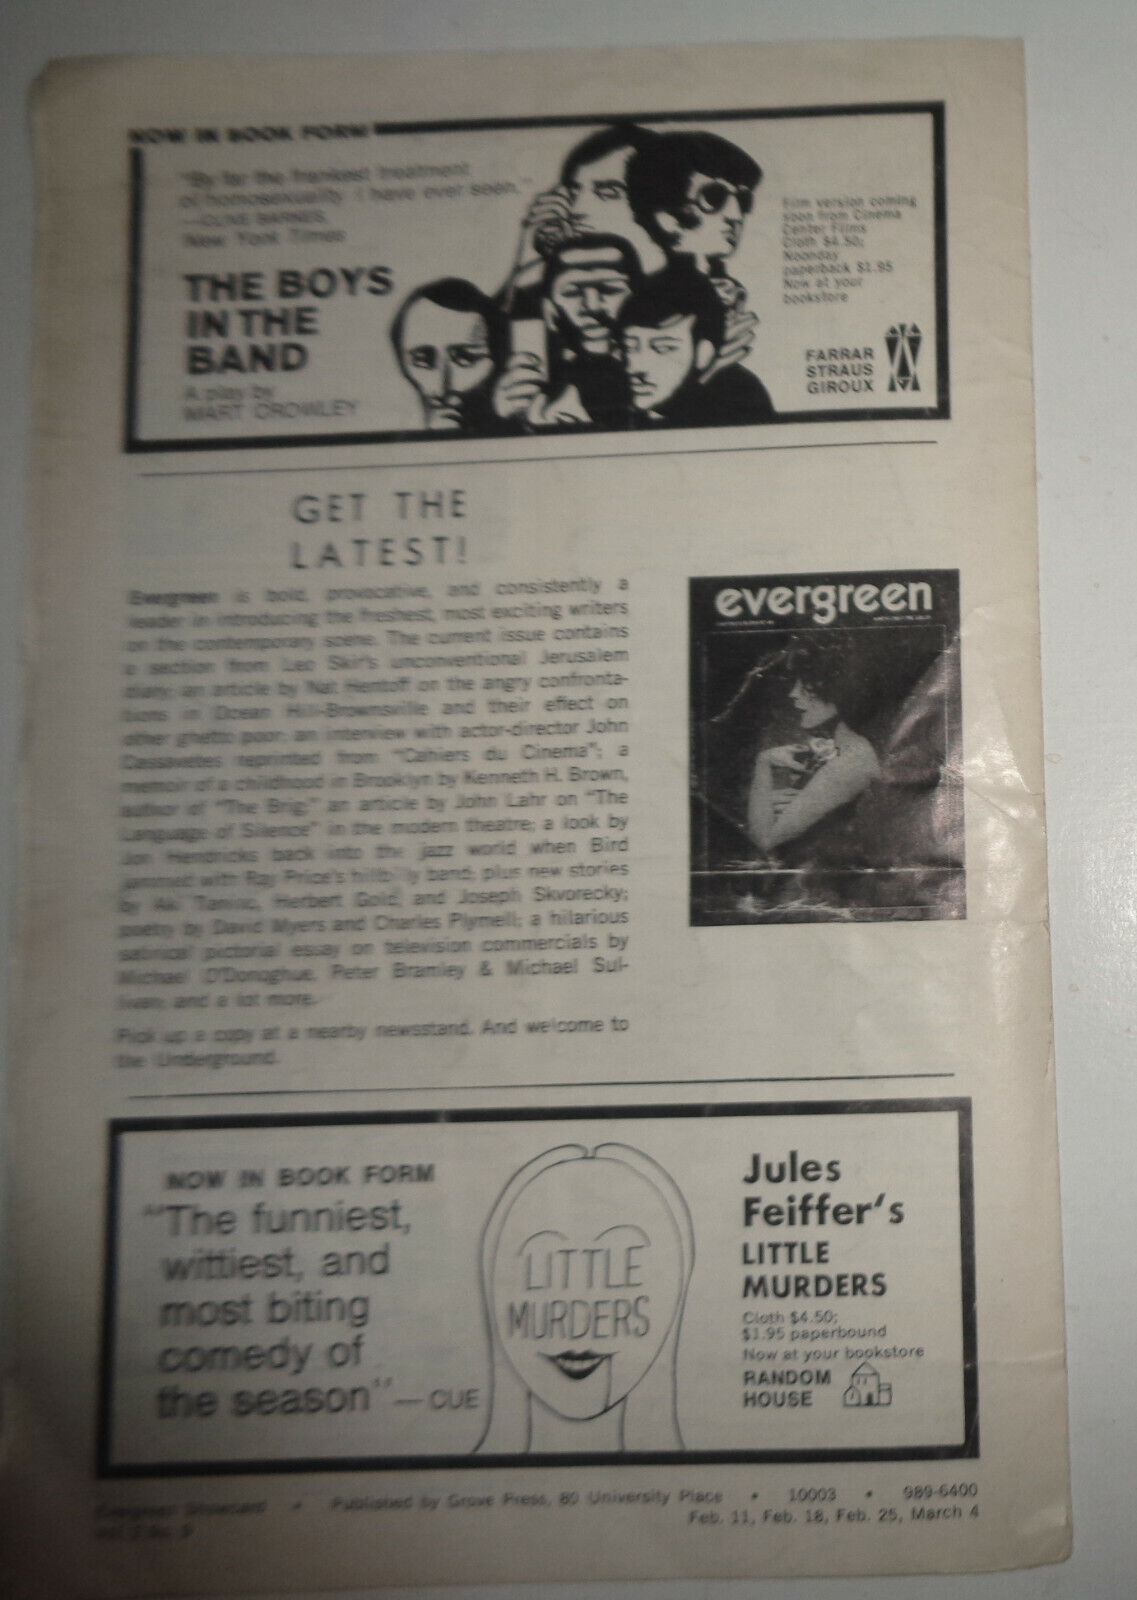 NOW IN BOOK FORM
"By far the frankest treatment
of homosexuality I have ever seen."
—CLIVE BARNES,
New York Times
THE BOYS
IN THE
BAND
A play by
MART CROWLEY
Film version coming
soon from Cinema
Center Films
Cloth $4.50;
Noonday
paperback $1.95
Now at your
bookstore
FARRAR
STRAUS
GIROUX
GET THE
LATEST!
Evergreen is bold, provocative, and consistently a
leader in introducing the freshest, most exciting writers
on the contemporary scene. The current issue contains
a section from Leo Skir's unconventional Jerusalem
diary; an article by Nat Hentoff on the angry confronta-
tions in Ocean Hill-Brownsville and their effect on
other ghetto poor; an interview with actor-director John
Cassavetes reprinted from "Cahiers du Cinema"; a
memoir of a childhood in Brooklyn by Kenneth H. Brown,
author of "The Brig;" an article by John Lahr on "The
Language of Silence" in the modern theatre; a look by
Jon Hendricks back into the jazz world when Bird
jammed with Ray Price's hillbilly band; plus new stories
by Herbert Gold, and Joseph Skvorecky;
poetry by David Myers and Charles Plymell; a hilarious
satirical pictorial essay on television commercials by
Michael O'Donoghue, Peter Bramley & Michael Sul-
livan; and a lot more.
Pick up a copy at a nearby newsstand. And welcome to
the Underground.
evergreen
NOW IN BOOK FORM
"The funniest,
wittiest, and
most biting
comedy of
the season" — CUE
LITTLE
MURDERS
Jules
Feiffer's
LITTLE
MURDERS
Cloth $4.50;
$1.95 paperbound
Now at your bookstore
RANDOM
HOUSE
Evergreen Showcard • Published by Grove Press, 80 University Place • 10003 • 989-6400
Feb. 11, Feb. 18, Feb. 25, March 4